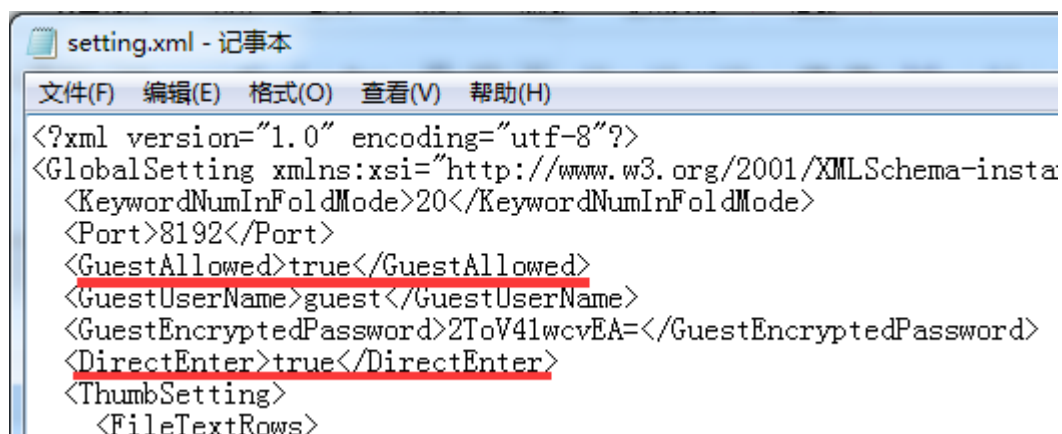 setting.xml - 记事本
文件(F) 编辑(E) 格式(O) 查看(V) 帮助(H)
<?xml version="1.0" encoding="utf-8"?>
<GlobalSetting xmlns:xsi="http://www.w3.org/2001/XMLSchema-insta
<KeywordNumInFoldMode>20</KeywordNumInFoldMode>
<Port>8192</Port>
<GuestAllowed>true</GuestAllowed>
<GuestUserName>guest</GuestUserName>
<GuestEncryptedPassword>2ToV41wcvEA=</GuestEncryptedPassword>
<DirectEnter>true</DirectEnter>
<ThumbSetting>
<FileTextRows>